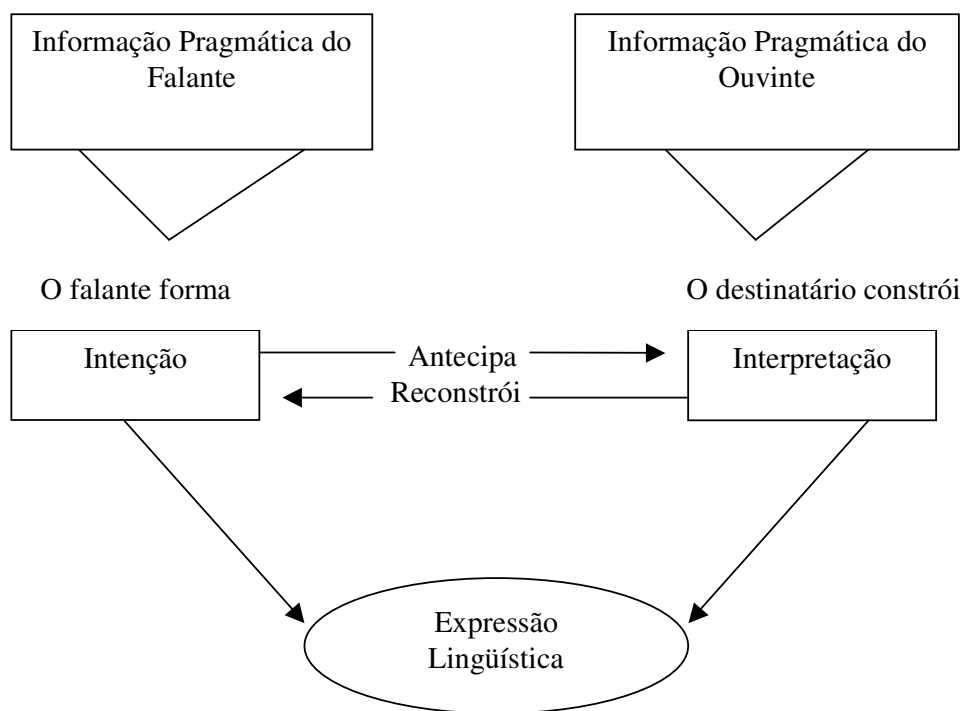 Informação Pragmática do
Falante
Informação Pragmática do
Ouvinte
O falante forma
O destinatário constrói
Intenção
Antecipa
Reconstrói
Interpretação
Expressão
Lingüística